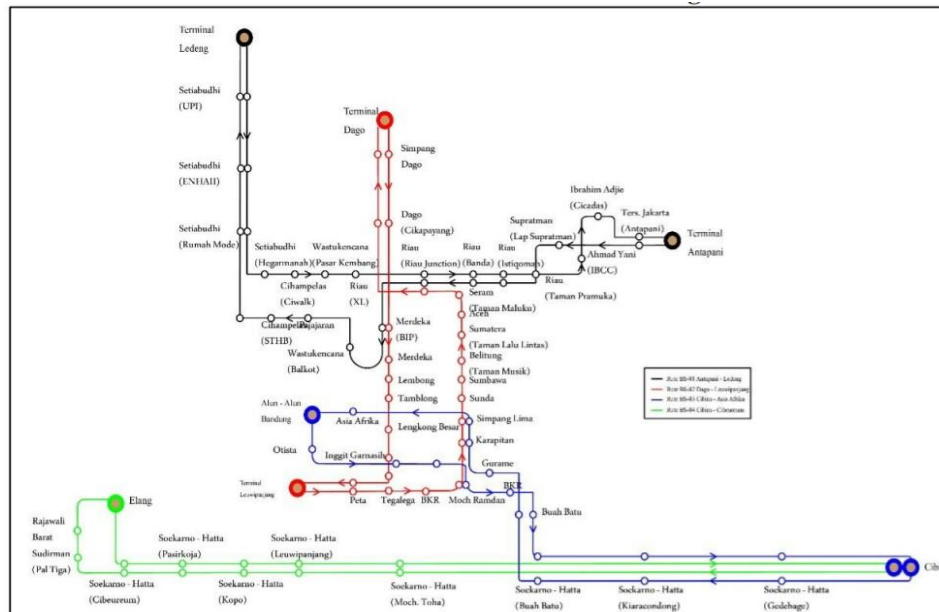 Terminal
Ledeng
Setiabudhi
(UPI)
Setiabudhi
(ENHAII)
Setiabudhi
(Rumah Mode)
Terminal
Dago
Simpang
Dago
Dago
(Cikapayang)
Setiabudhi
(Hegarmanah)
Cihampelas
(Ciwalk)
Wastukencana
(Pasar Kembang)
Riau
(XL)
Riau
(Riau Junction)
Riau
(Banda)
Riau
(Istiqomah)
Supratman
(Lap Supratman)
Ibrahim Adjie
(Cicadas)
Ters. Jakarta
(Antapani)
Terminal
Antapani
Ahmad Yani
(IBCC)
Riau
(Taman Pramuka)
Seram
(Taman Maluku)
Aceh
Sumatera
(Taman Lalu Lintas)
Belitung
(Taman Musik)
Sumbawa
Sunda
Simpang Lima
Karapitan
Gurame
Cihampelas
(STHB)
Pajajaran
Wastukencana
(Balkot)
Merdeka
(BIP)
Merdeka
Lembong
Tamblong
Lengkong Besar
Alun - Alun
Bandung
Asia Afrika
Otista
Inggit Garnasih
Terminal
Leuwipanjang
Peta
Tegalega
BKR
Moch Ramdan
BKR
Buah Batu
Elang
Rajawali
Barat
Sudirman
(Pal Tiga)
Soekarno - Hatta
(Cibeureum)
Soekarno - Hatta
(Pasirkoja)
Soekarno - Hatta
(Kopo)
Soekarno - Hatta
(Leuwipanjang)
Soekarno - Hatta
(Moch. Toha)
Soekarno - Hatta
(Buah Batu)
Soekarno - Hatta
(Kiaracondong)
Soekarno - Hatta
(Gedebage)